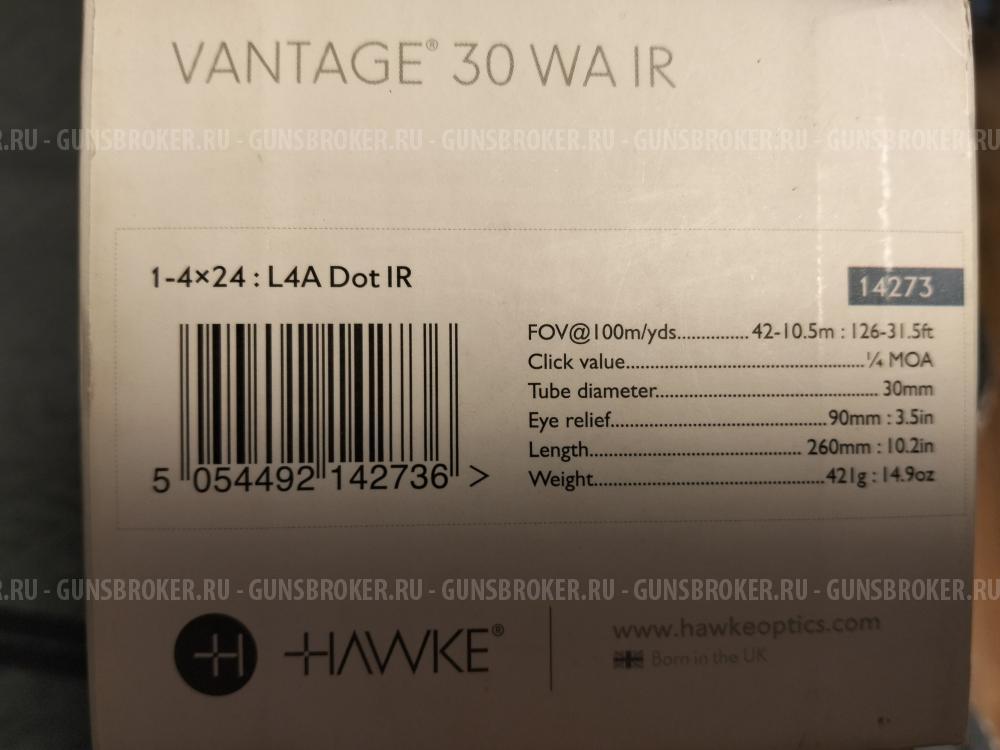 VANTAGE® 30 WA IR
.RU - GUNSBROKER.RU - GUNSBROKER.RU - GUNSBROKER.RU - GUNSBROKER.RU - GUNSBROKER.RU
1-4×24 : L4A Dot IR
14273
FOV@100m/yds.............. 42-10.5m : 126-31.5ft
Click value.................................................¼ MOA
Tube diameter............................................ 30mm
Eye relief...........................................90mm : 3.5in
Length.......................................... 260mm : 10.2in
Weight.............................................421g : 14.9oz
5 054492 142736 >
.RU - GUNSBROKER.RU - GUNSBROKER.RU - GUNSBROKER.RU - GUNSBROKER.RU - GUNSBROKER.RU
H HAWKE®
www.hawkeoptics.com
Born in the UK